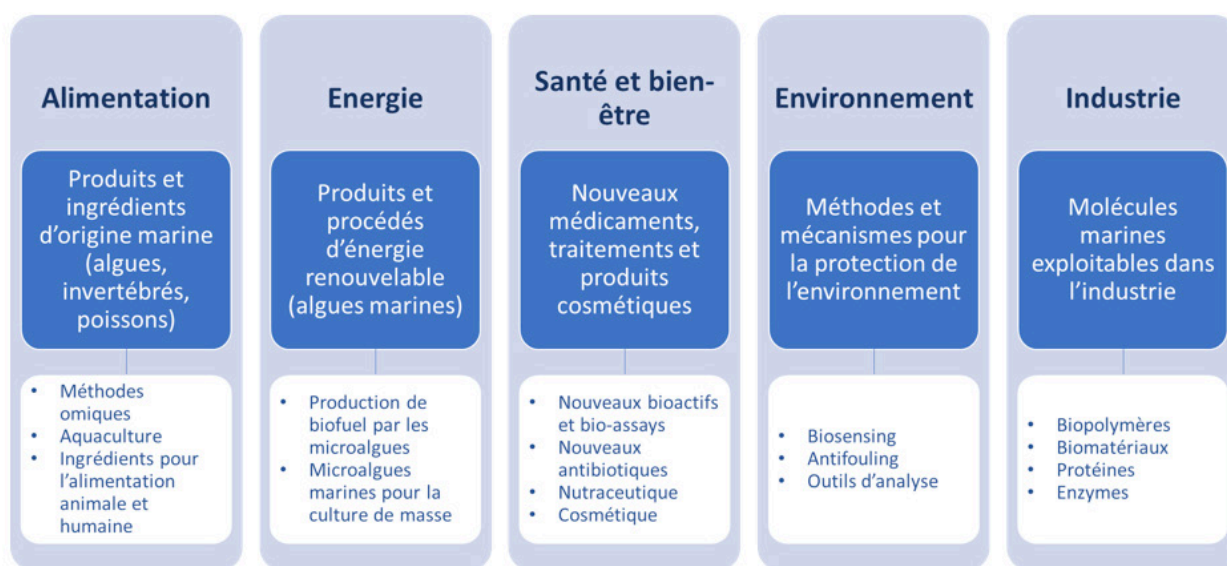 Alimentation
Produits et
ingrédients
d'origine marine
(algues,
invertébrés,
poissons)
• Méthodes
omiques
• Aquaculture
• Ingrédients pour
l'alimentation
animale et
humaine
Energie
Produits et
procédés
d'énergie
renouvelable
(algues marines)
• Production de
biofuel par les
microalgues
• Microalgues
marines pour la
culture de masse
Santé et bien-
être
Nouveaux
médicaments,
traitements et
produits
cosmétiques
• Nouveaux bioactifs
et bio-assays
• Nouveaux
antibiotiques
• Nutraceutique
• Cosmétique
Environnement
Méthodes et
mécanismes pour
la protection de
l'environnement
• Biosensing
• Antifouling
• Outils d'analyse
Industrie
Molécules
marines
exploitables dans
l'industrie
• Biopolymères
• Biomatériaux
• Protéines
• Enzymes